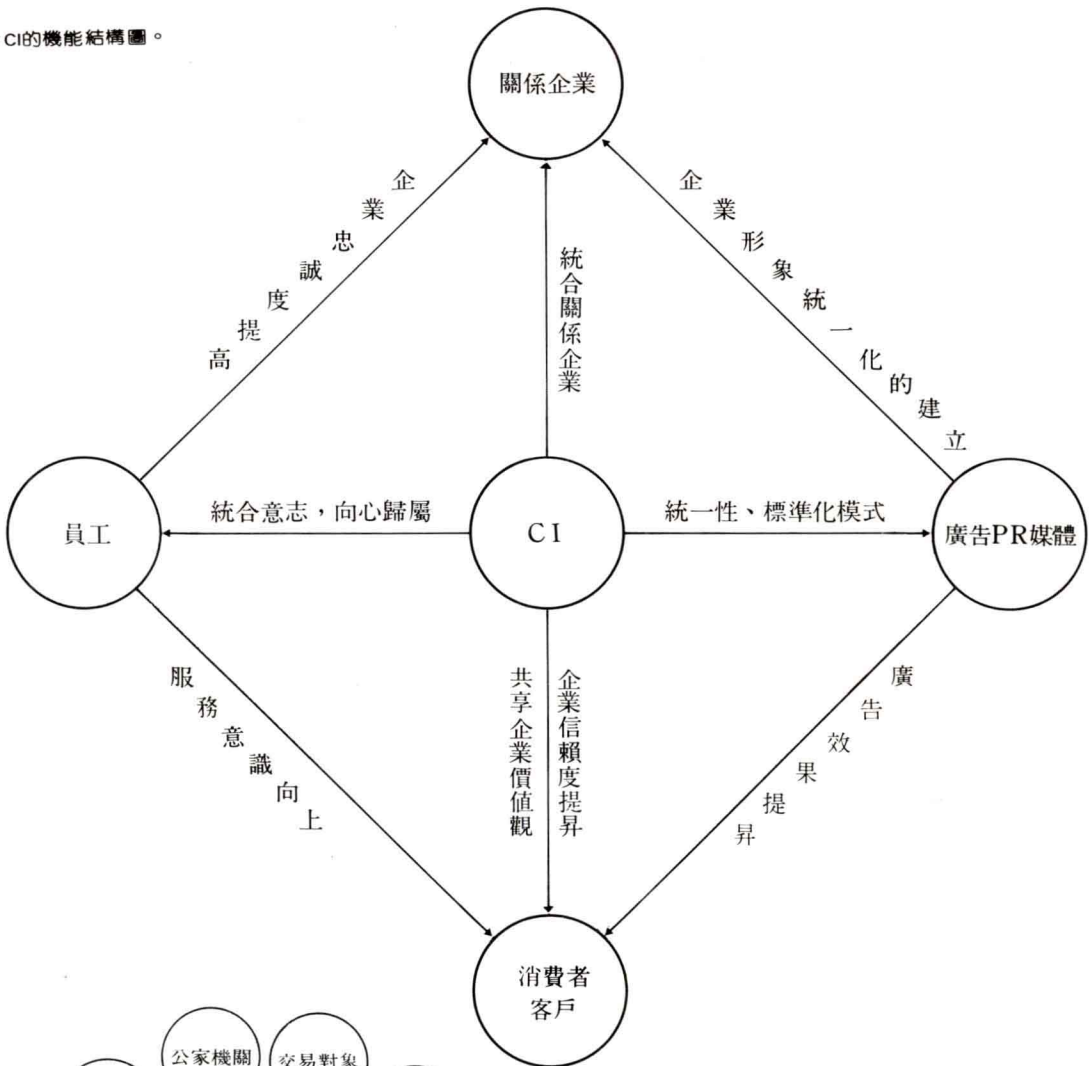 CI的機能結構圖。
關係企業
企業忠誠度提高
企業形象統一化的建立
統合關係企業
員工
統合意志，向心歸屬
CI
統一性、標準化模式
廣告PR媒體
服務意識向上
共享企業價值觀
企業信賴度提昇
廣告效果提昇
消費者
客戶
公家機關
交易對象